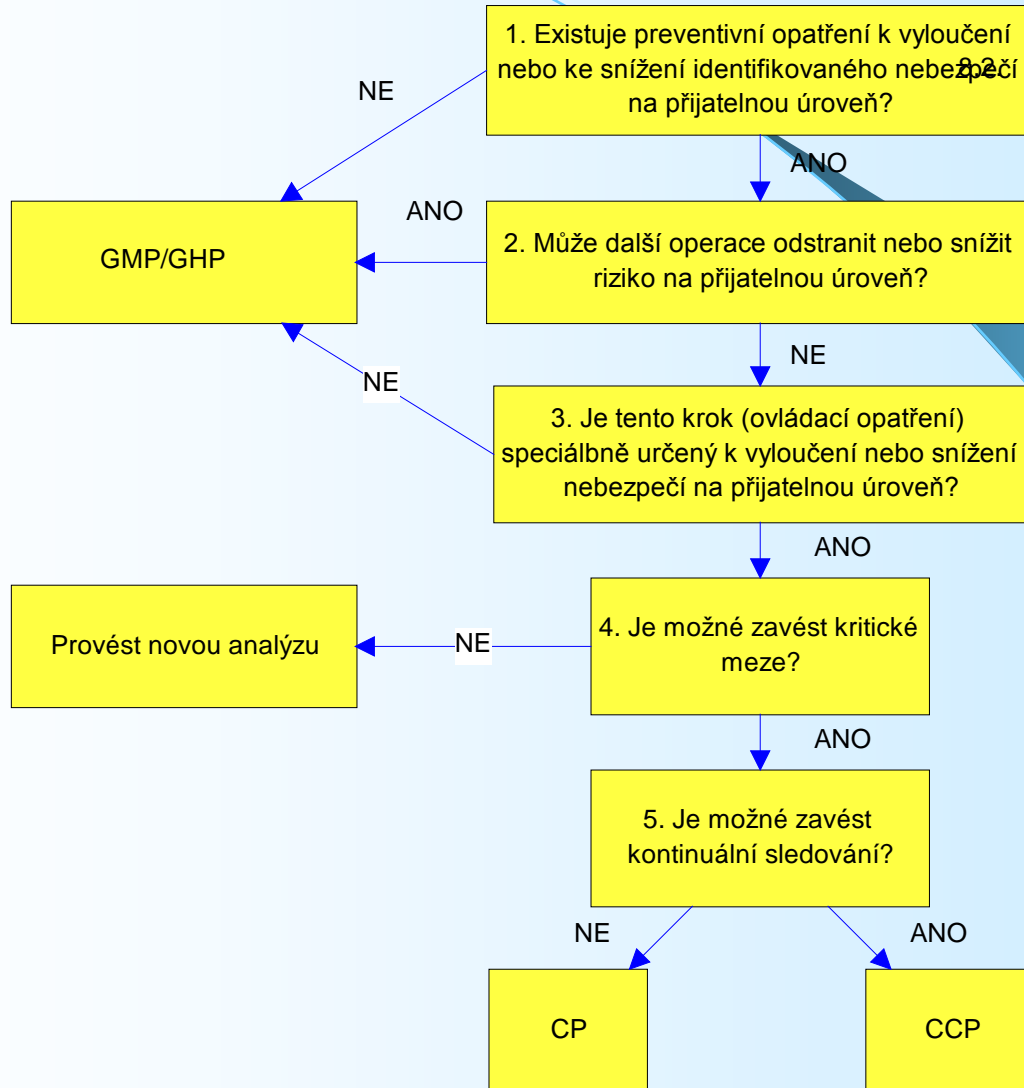 1. Existuje preventivní opatření k vyloučení
nebo ke snížení identifikovaného nebezpečí
8.2.
na přijatelnou úroveň?
NE
ANO
ANO
GMP/GHP
2. Může další operace odstranit nebo snížit
riziko na přijatelnou úroveň?
NE
NE
3. Je tento krok (ovládací opatření)
speciálbně určený k vyloučení nebo snížení
nebezpečí na přijatelnou úroveň?
ANO
Provést novou analýzu
NE
4. Je možné zavést kritické
meze?
ANO
5. Je možné zavést
kontinuální sledování?
NE
ANO
CP
CCP